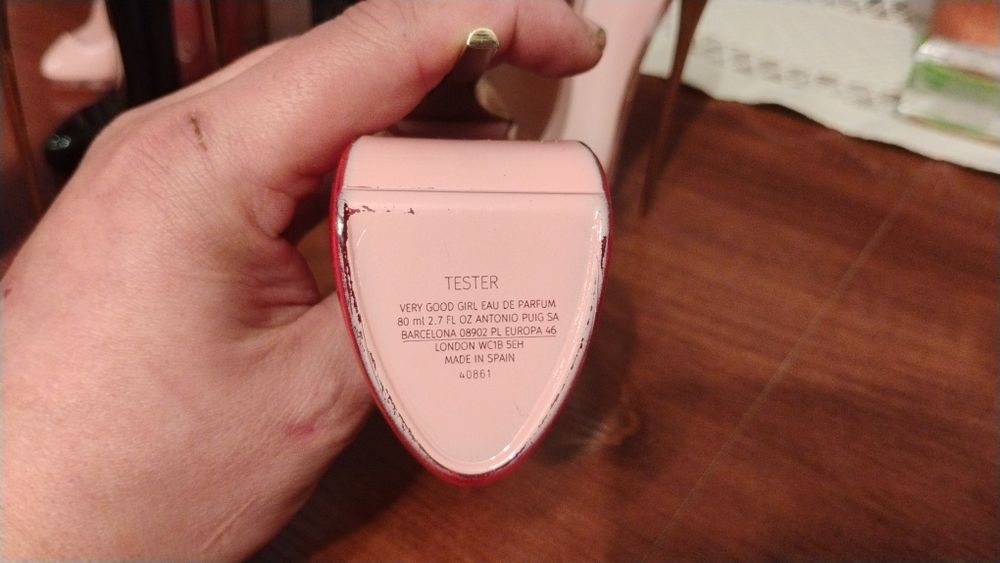 TESTER
VERY GOOD GIRL EAU DE PARFUM
80 ml 2.7 FL OZ ANTONIO PUIG SA
BARCELONA 08902 PL EUROPA 46
LONDON WC1B 5EH
MADE IN SPAIN
40861